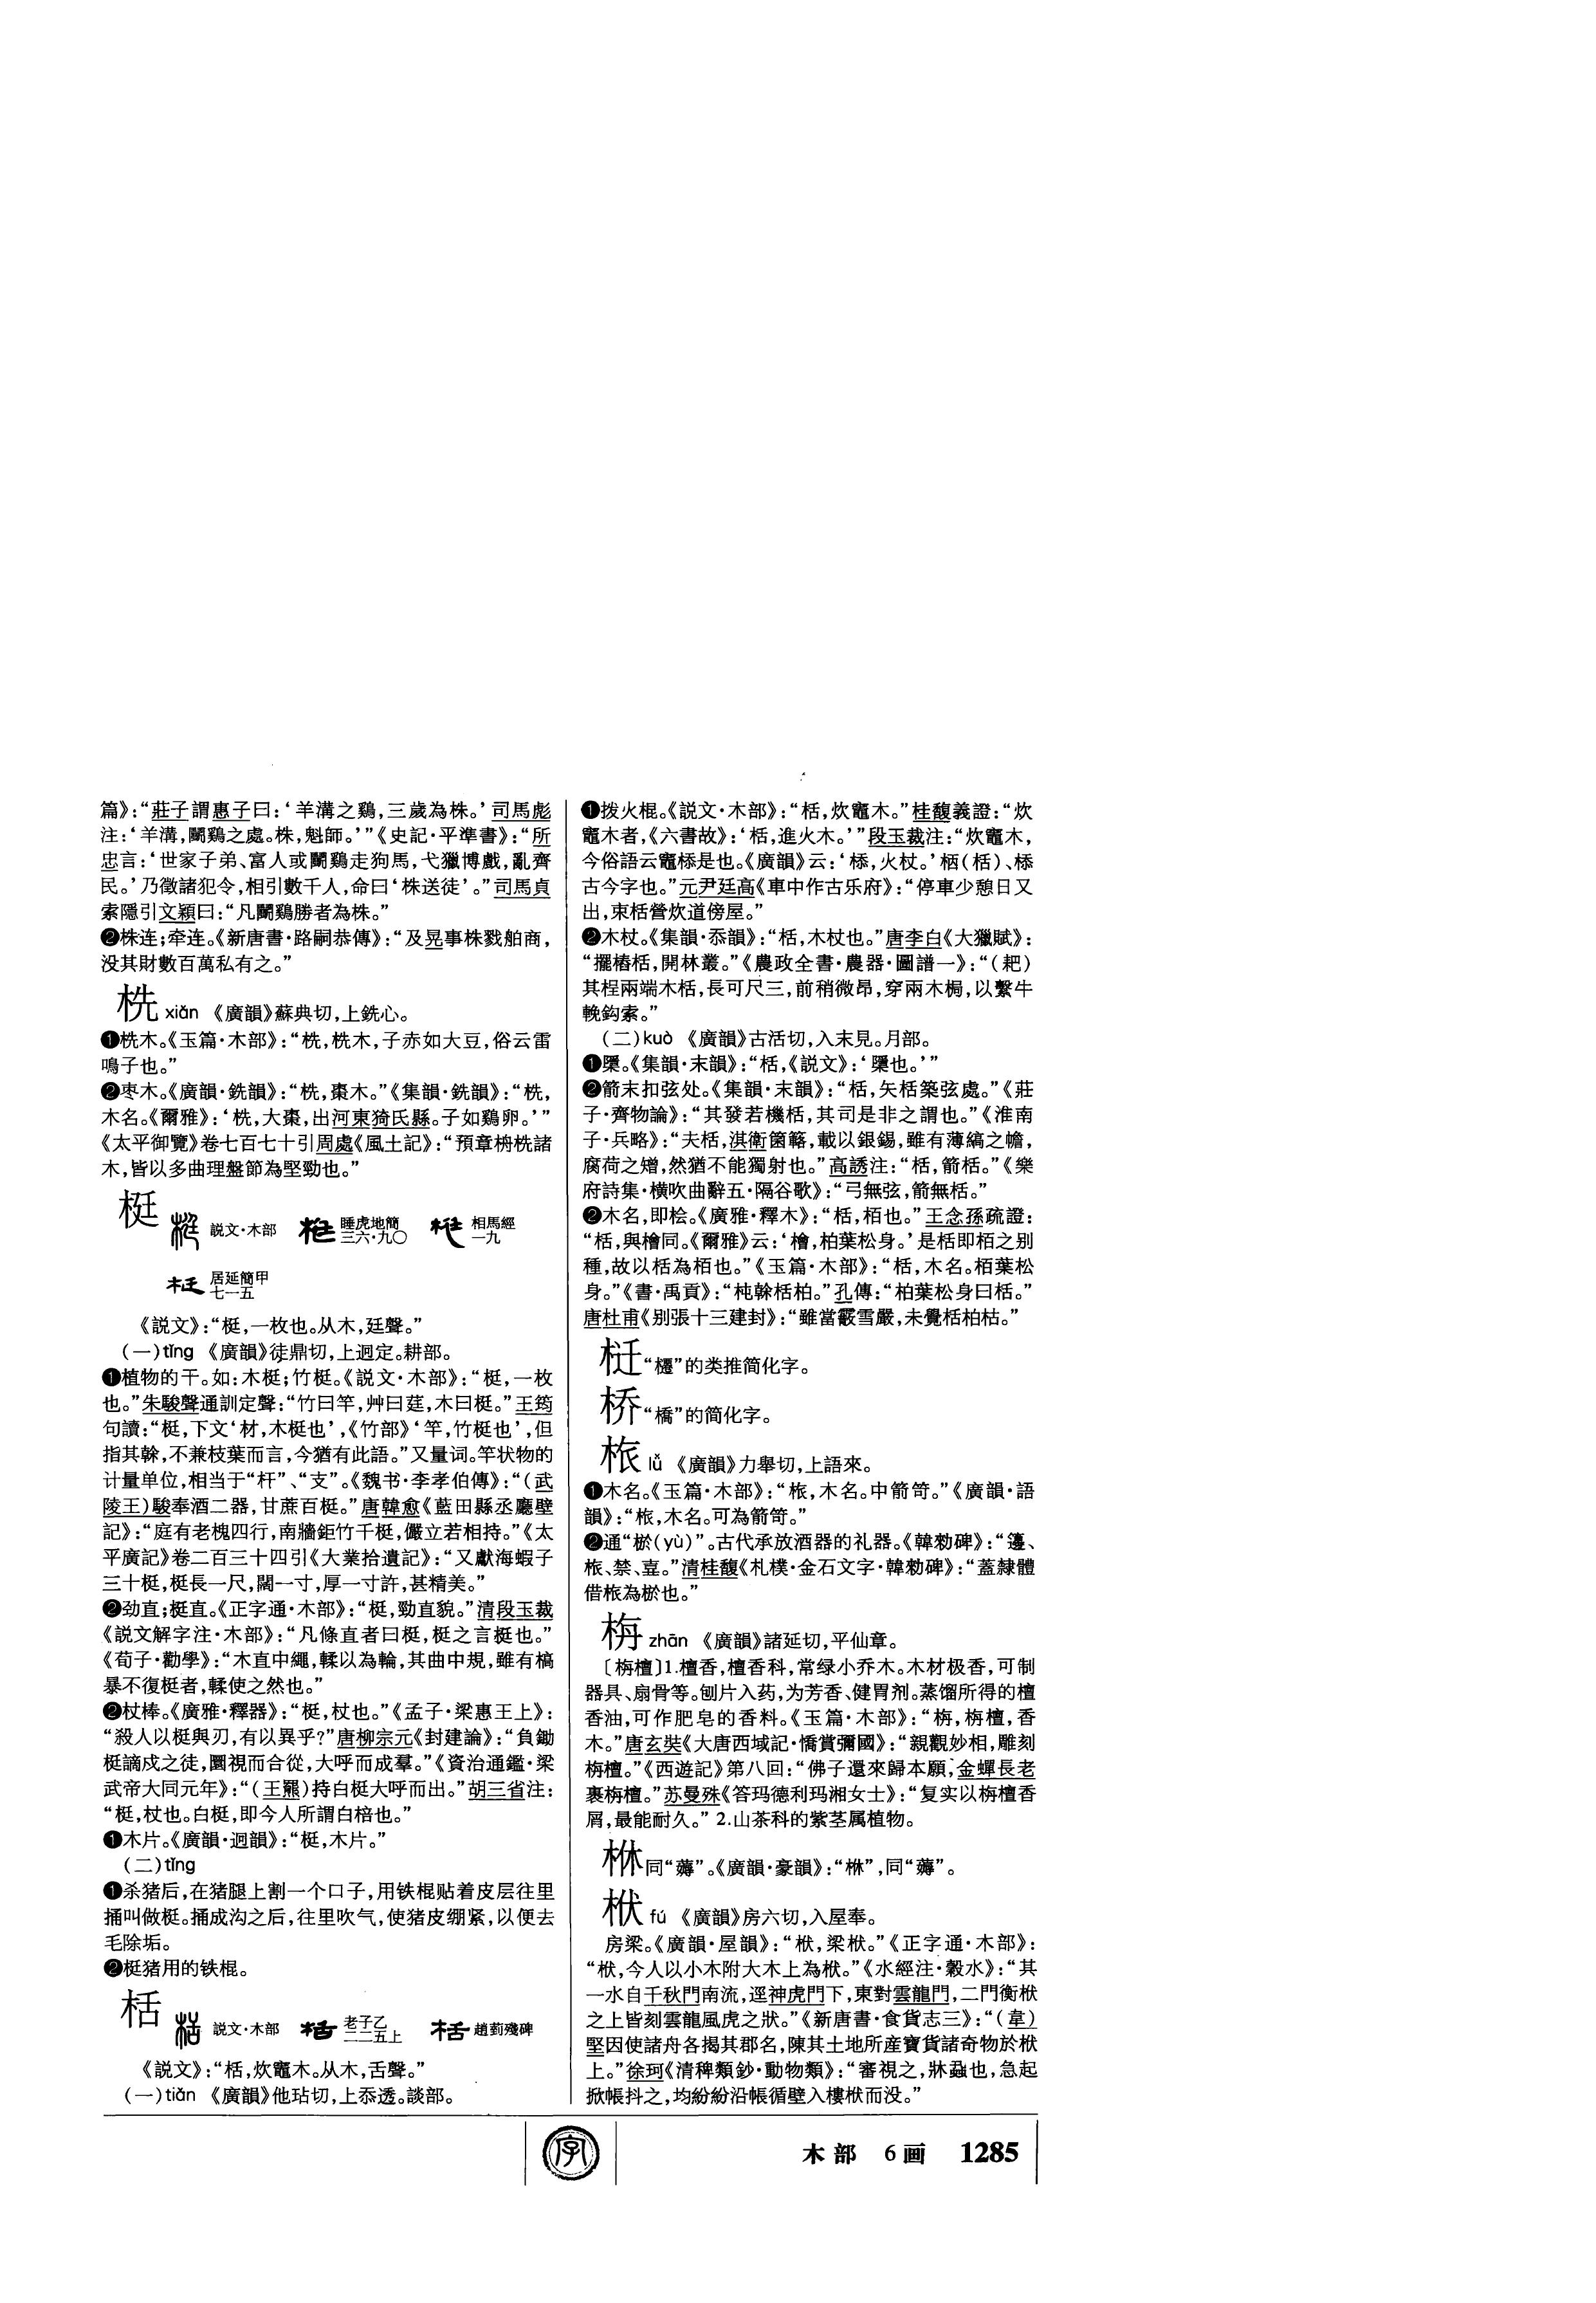 篇》：“莊子謂惠子曰：‘羊溝之鷄，三歲為株。’司馬彪
注：‘羊溝，鬭鷄之處。株，魁師。’”《史記·平準書》：“所
忠言：‘世家子弟、富人或鬭鷄走狗馬，弋獵博戲，亂齊
民。’乃徵諸犯令，相引數千人，命曰‘株送徒’。”司馬貞
索隱引文穎曰：“凡鬭鷄勝者為株。”
❷株连；牵连。《新唐書·路嗣恭傳》：“及晃事株戮舶商，
没其財數百萬私有之。”
栦 xiǎn 《廣韻》蘇典切，上銑心。
❶桄木。《玉篇·木部》：“，木，子赤如大豆，俗云雷
鳴子也。”
❷枣木。《廣韻·銑韻》：“，棗木。”《集韻·銑韻》：“，
木名。《爾雅》：‘，大棗，出河東猗氏縣。子如鷄卵。’”
《太平御覽》卷七百七十引周處《風土記》：“預章栴諸
木，皆以多曲理盤節為堅勁也。”
梃 説文·木部 睡虎地簡三六·九〇 相馬經一九
居延簡甲七一五
《説文》：“梃，一枚也。从木，廷聲。”
（一）tǐng 《廣韻》徒鼎切，上迥定。耕部。
❶植物的干。如：木梃；竹梃。《説文·木部》：“梃，一枚
也。”朱駿聲通訓定聲：“竹曰竿，艸曰莛，木曰梃。”王筠
句讀：“梃，下文‘材，木梃也’，《竹部》‘竿，竹梃也’，但
指其榦，不兼枝葉而言，今猶有此語。”又量词。竿状物的
计量单位，相当于“杆”、“支”。《魏书·李孝伯傳》：“（武
陵王）駿奉酒二器，甘蔗百梃。”唐韓愈《藍田縣丞廳壁
記》：“庭有老槐四行，南牆鉅竹千梃，儼立若相持。”《太
平廣記》卷二百三十四引《大業拾遺記》：“又獻海蝦子
三十梃，梃長一尺，闊一寸，厚一寸許，甚精美。”
❷劲直；挺直。《正字通·木部》：“梃，勁直貌。”清段玉裁
《説文解字注·木部》：“凡條直者曰梃，梃之言挺也。”
《荀子·勸學》：“木直中繩，輮以為輪，其曲中規，雖有槁
暴不復梃者，輮使之然也。”
❷杖棒。《廣雅·釋器》：“梃，杖也。”《孟子·梁惠王上》：
“殺人以梃與刃，有以異乎？”唐柳宗元《封建論》：“負鋤
梃謫戍之徒，圜視而合從，大呼而成羣。”《資治通鑑·梁
武帝大同元年》：“（王羆）持白梃大呼而出。”胡三省注：
“梃，杖也。白梃，即今人所謂白棓也。”
❶木片。《廣韻·迥韻》：“梃，木片。”
（二）tǐng
❶杀猪后，在猪腿上割一个口子，用铁棍贴着皮层往里
捅叫做梃。捅成沟之后，往里吹气，使猪皮绷紧，以便去
毛除垢。
❷梃猪用的铁棍。
栝 説文·木部 老子乙二二五上 趙菿殘碑
《説文》：“栝，炊竈木。从木，舌聲。”
（一）tiǎn 《廣韻》他玷切，上忝透。談部。
❶拨火棍。《説文·木部》：“栝，炊竈木。”桂馥義證：“炊
竈木者，《六書故》：‘栝，進火木。’”段玉裁注：“炊竈木，
今俗語云竈㮇是也。《廣韻》云：‘㮇，火杖。’㮇（栝）、㮇
古今字也。”元尹廷高《車中作古乐府》：“停車少憩日又
出，束栝營炊道傍屋。”
❷木杖。《集韻·忝韻》：“栝，木杖也。”唐李白《大獵賦》：
“擺樁栝，開林叢。”《農政全書·農器·圖譜一》：“（耙）
其桯兩端木栝，長可尺三，前稍微昂，穿兩木梮，以繫牛
輓鈎索。”
（二）kuò 《廣韻》古活切，入末見。月部。
❶檃。《集韻·末韻》：“栝，《説文》：‘檃也。’”
❷箭末扣弦处。《集韻·末韻》：“栝，矢栝築弦處。”《莊
子·齊物論》：“其發若機栝，其司是非之謂也。”《淮南
子·兵略》：“夫栝，淇衛箘簵，載以銀錫，雖有薄縞之幨，
腐荷之矰，然猶不能獨射也。”高誘注：“栝，箭栝。”《樂
府詩集·横吹曲辭五·隔谷歌》：“弓無弦，箭無栝。”
❷木名，即桧。《廣雅·釋木》：“栝，栢也。”王念孫疏證：
“栝，與檜同。《爾雅》云：‘檜，柏葉松身。’是栝即栢之别
種，故以栝為栢也。”《玉篇·木部》：“栝，木名。栢葉松
身。”《書·禹貢》：“杶榦栝柏。”孔傳：“柏葉松身曰栝。”
唐杜甫《别張十三建封》：“雖當霰雪嚴，未覺栝柏枯。”
“櫏”的类推简化字。
桥“橋”的简化字。
㭚 lǚ 《廣韻》力舉切，上語來。
❶木名。《玉篇·木部》：“㭚，木名。中箭笴。”《廣韻·語
韻》：“㭚，木名。可為箭笴。”
❷通“棜（yù）”。古代承放酒器的礼器。《韓勑碑》：“籩、
㭚、禁、壴。”清桂馥《札樸·金石文字·韓勑碑》：“蓋隸體
借㭚為棜也。”
栴 zhān 《廣韻》諸延切，平仙章。
〔栴檀〕1.檀香，檀香科，常绿小乔木。木材极香，可制
器具、扇骨等。刨片入药，为芳香、健胃剂。蒸馏所得的檀
香油，可作肥皂的香料。《玉篇·木部》：“栴，栴檀，香
木。”唐玄奘《大唐西域記·憍賞彌國》：“親觀妙相，雕刻
栴檀。”《西遊記》第八回：“佛子還來歸本願，金蟬長老
裹栴檀。”苏曼殊《答玛德利玛湘女士》：“复实以栴檀香
屑，最能耐久。” 2.山茶科的紫茎属植物。
㭒同“薅”。《廣韻·豪韻》：“㭒”，同“薅”。
栿 fú 《廣韻》房六切，入屋奉。
房梁。《廣韻·屋韻》：“栿，梁栿。”《正字通·木部》：
“栿，今人以小木附大木上為栿。”《水經注·穀水》：“其
一水自千秋門南流，逕神虎門下，東對雲龍門，二門衡栿
之上皆刻雲龍風虎之狀。”《新唐書·食貨志三》：“（韋）
堅因使諸舟各揭其郡名，陳其土地所産寶貨諸奇物於栿
上。”徐珂《清稗類鈔·動物類》：“審視之，牀蝨也，急起
掀帳抖之，均紛紛沿帳循壁入樓栿而没。”
字
木部 6画 1285